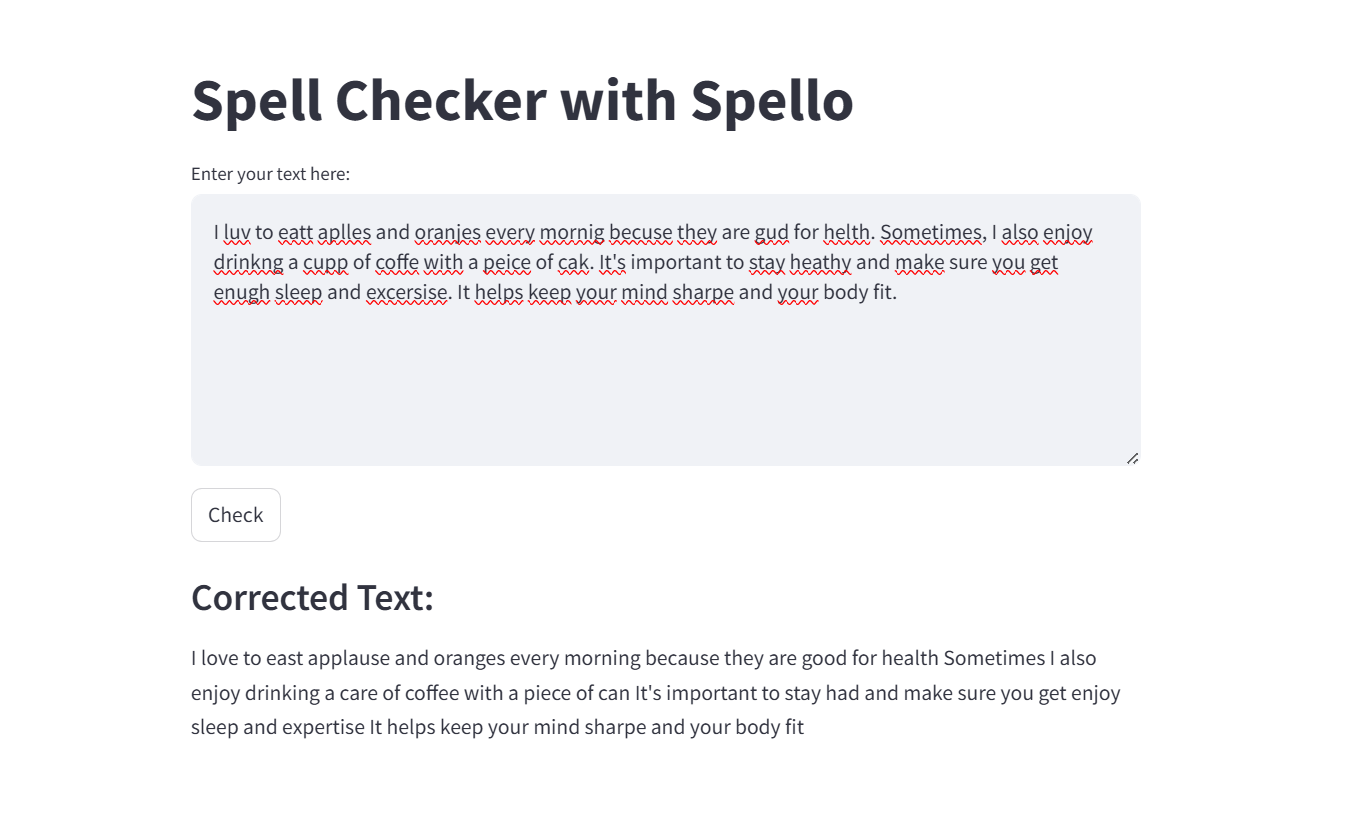 Spell Checker with Spello
Enter your text here:
I luv to eatt aplles and oranjes every mornig becuse they are gud for helth. Sometimes, I also enjoy
drinkng a cupp of coffe with a peice of cak. It's important to stay heathy and make sure you get
enugh sleep and excersise. It helps keep your mind sharpe and your body fit.
Check
Corrected Text:
I love to east applause and oranges every morning because they are good for health Sometimes I also
enjoy drinking a care of coffee with a piece of can It's important to stay had and make sure you get enjoy
sleep and expertise It helps keep your mind sharpe and your body fit